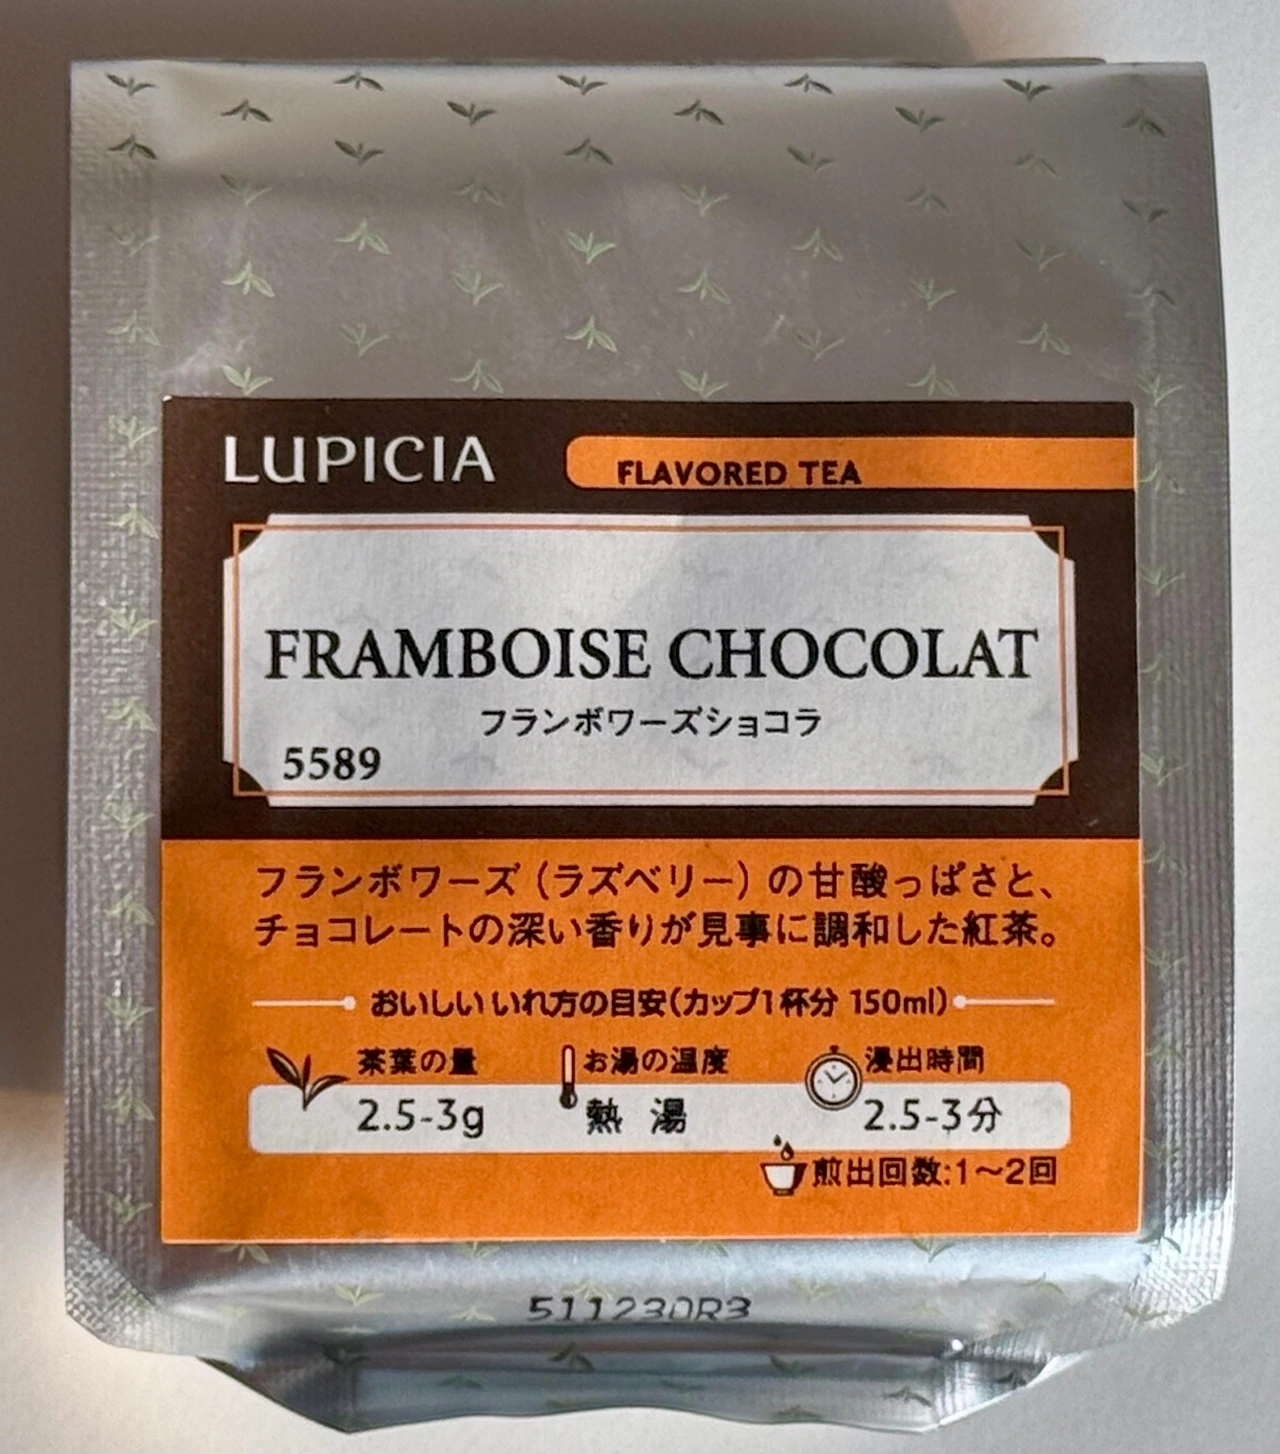 LUPICIA
FLAVORED TEA
FRAMBOISE CHOCOLAT
フランボワーズショコラ
5589
フランボワーズ（ラズベリー）の甘酸っぱさと、
チョコレートの深い香りが見事に調和した紅茶。
おいしいいれ方の目安(カップ1杯分 150ml)
茶葉の量 お湯の温度 浸出時間
2.5-3g 熱 湯 2.5-3分
煎出回数:1～2回
511230R3